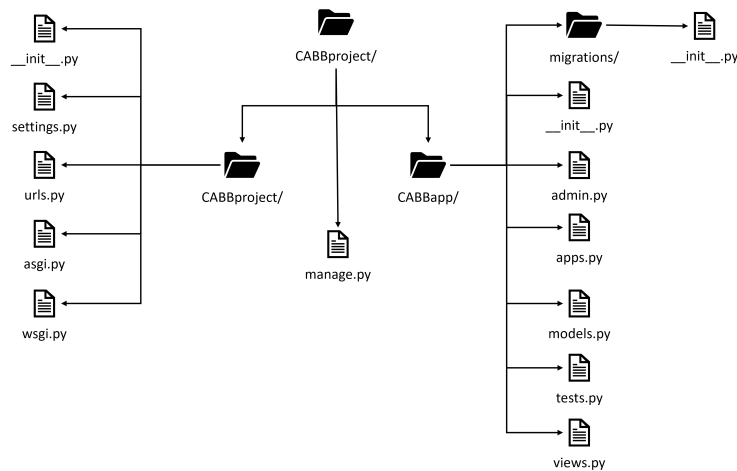 CABBproject/
CABBproject/
__init__.py
settings.py
urls.py
asgi.py
wsgi.py
manage.py
CABBapp/
migrations/
__init__.py
__init__.py
admin.py
apps.py
models.py
tests.py
views.py